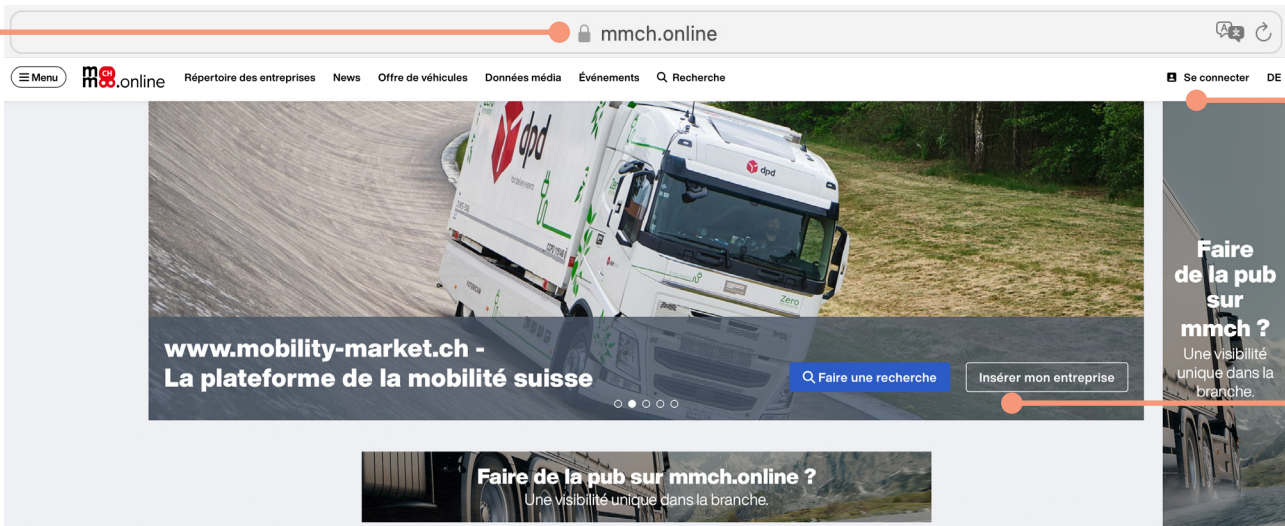 mmch.online
Menu
mmCH.online
Répertoire des entreprises News Offre de véhicules Données média Événements Recherche
Se connecter DE
dpd
dpd
Zero
www.mobility-market.ch -
La plateforme de la mobilité suisse
Faire une recherche
Insérer mon entreprise
Faire
de la pub
sur
mmch ?
Une visibilité
unique dans la
branche.
Faire de la pub sur mmch.online ?
Une visibilité unique dans la branche.